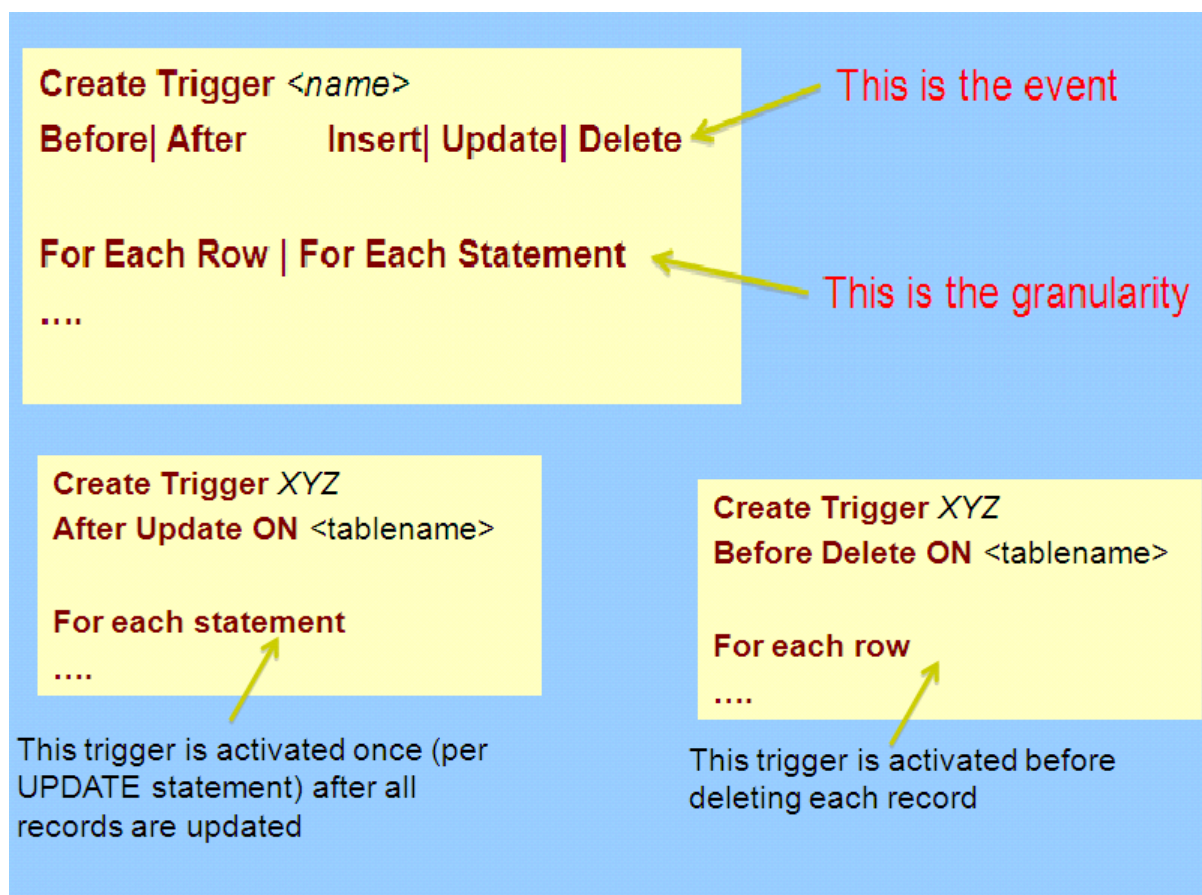 Create Trigger <name>
Before| After Insert| Update| Delete
This is the event
For Each Row | For Each Statement
....
This is the granularity
Create Trigger XYZ
After Update ON <tablename>
For each statement
....
This trigger is activated once (per
UPDATE statement) after all
records are updated
Create Trigger XYZ
Before Delete ON <tablename>
For each row
....
This trigger is activated before
deleting each record